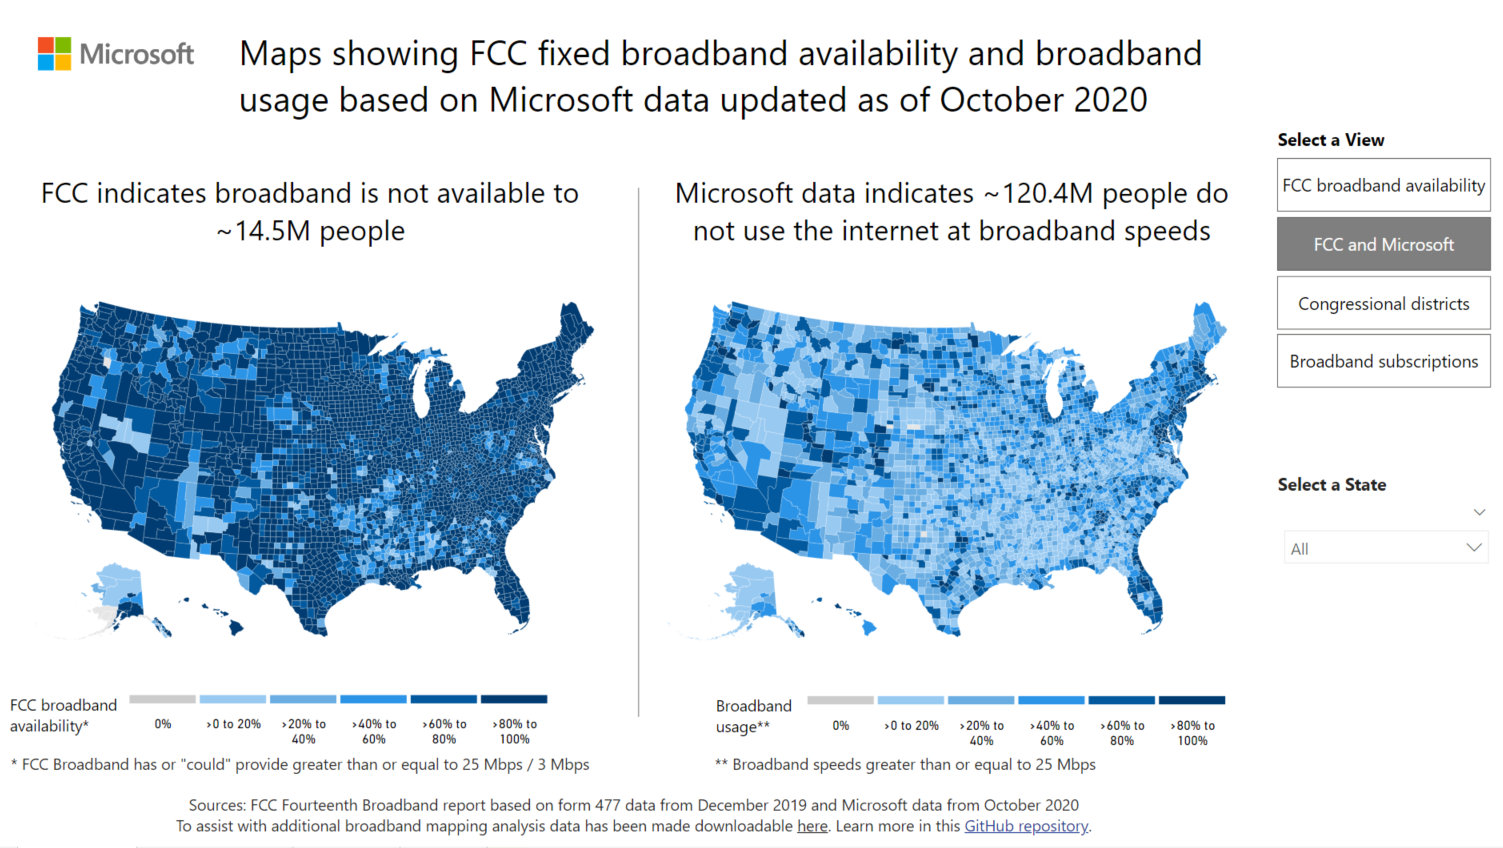 Microsoft
Maps showing FCC fixed broadband availability and broadband
usage based on Microsoft data updated as of October 2020
Select a View
FCC broadband availability
FCC and Microsoft
Congressional districts
Broadband subscriptions
Select a State
All
FCC indicates broadband is not available to
~14.5M people
Microsoft data indicates ~120.4M people do
not use the internet at broadband speeds
FCC broadband
availability*
0%
>0 to 20%
>20% to
40%
>40% to
60%
>60% to
80%
>80% to
100%
* FCC Broadband has or "could" provide greater than or equal to 25 Mbps / 3 Mbps
Broadband
usage**
0%
>0 to 20%
>20% to
40%
>40% to
60%
>60% to
80%
>80% to
100%
** Broadband speeds greater than or equal to 25 Mbps
Sources: FCC Fourteenth Broadband report based on form 477 data from December 2019 and Microsoft data from October 2020
To assist with additional broadband mapping analysis data has been made downloadable here. Learn more in this GitHub repository.